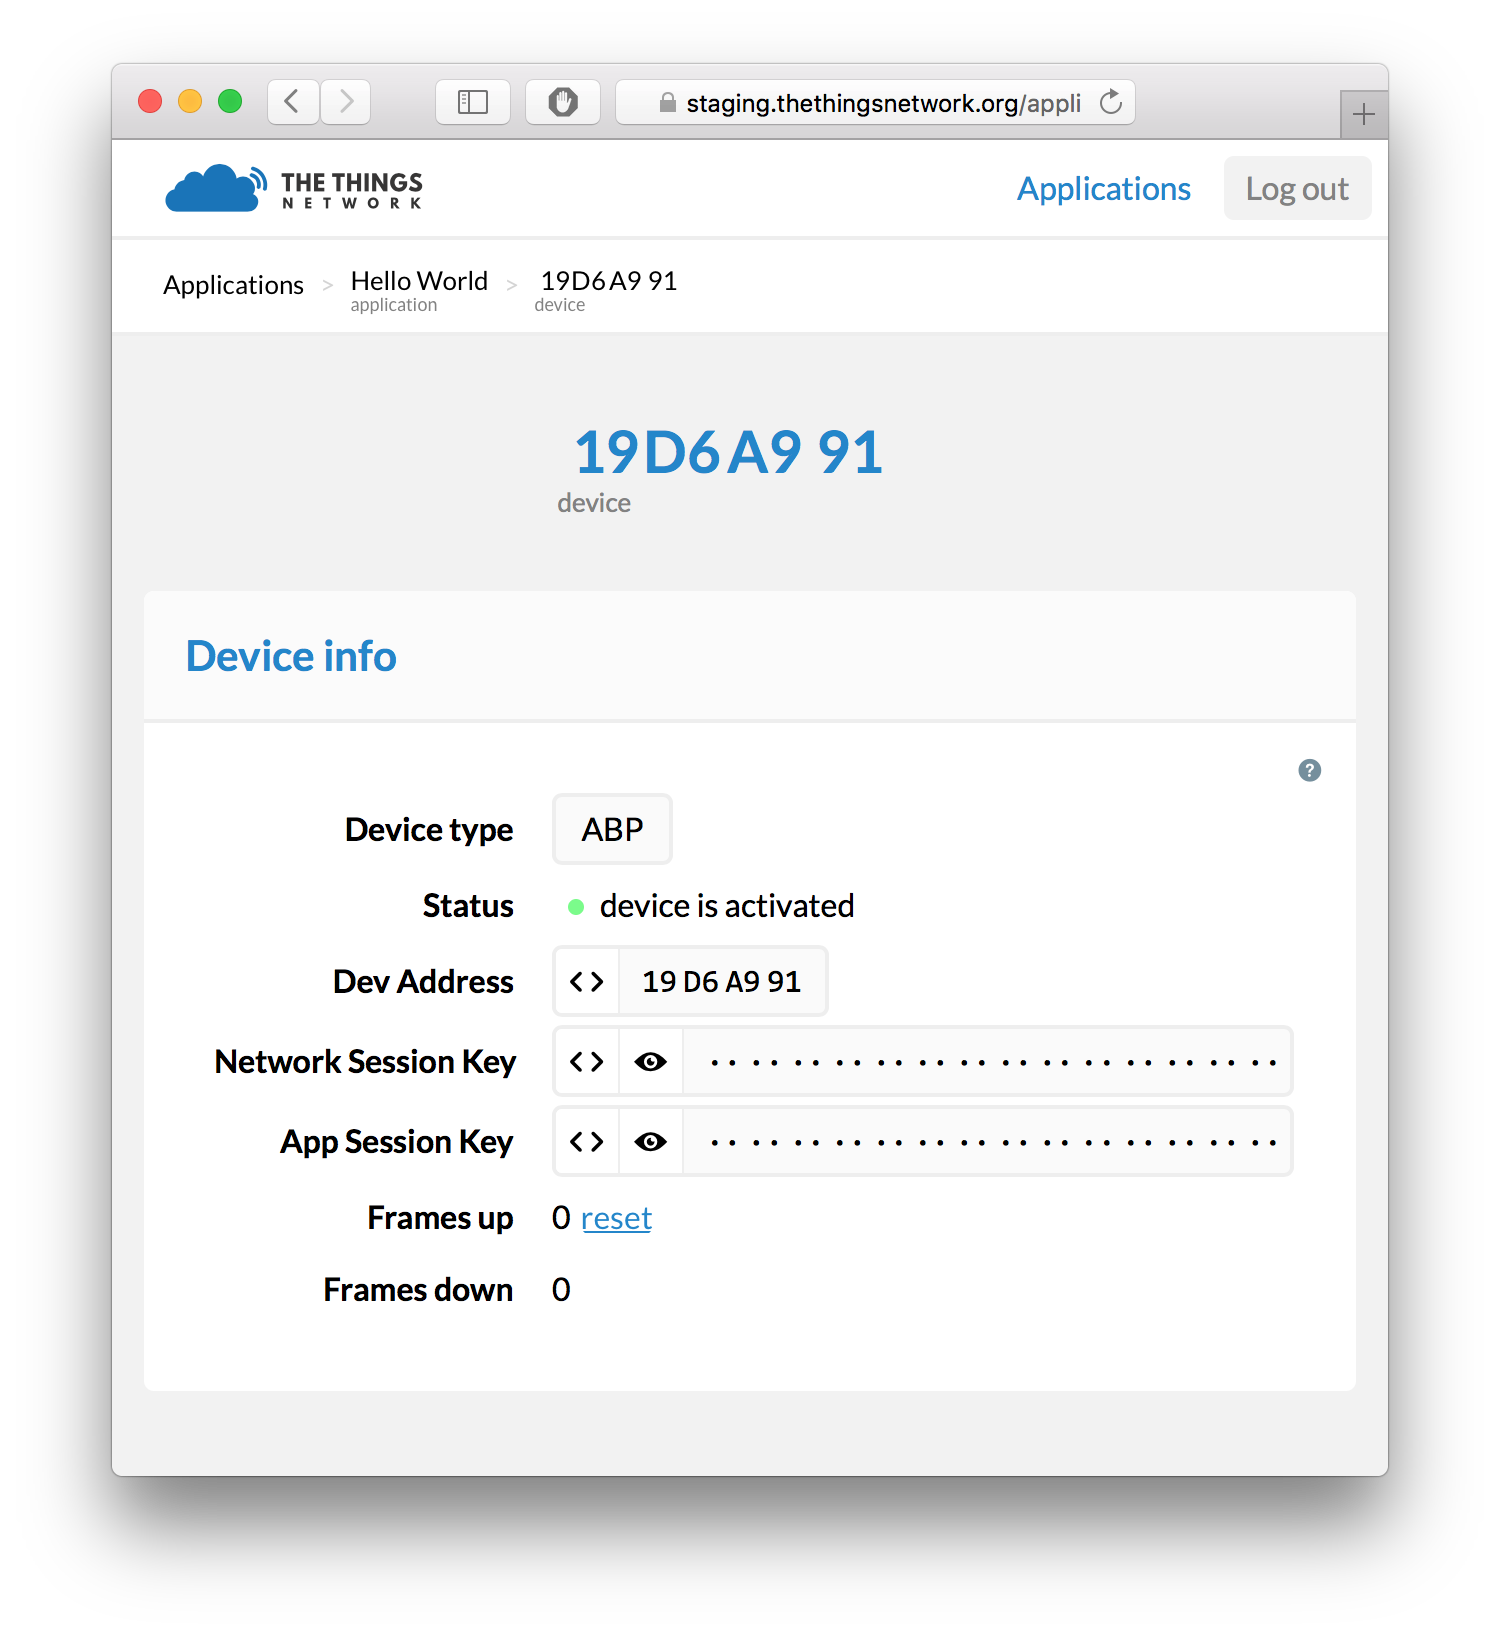 staging.thethingsnetwork.org/appli
THE THINGS
NETWORK
Applications
Log out
Applications > Hello World > 19D6A9 91
application
device
19D6A9 91
device
Device info
?
Device type ABP
Status device is activated
Dev Address <> 19 D6 A9 91
Network Session Key <> ............................
App Session Key <> ............................
Frames up 0 reset
Frames down 0